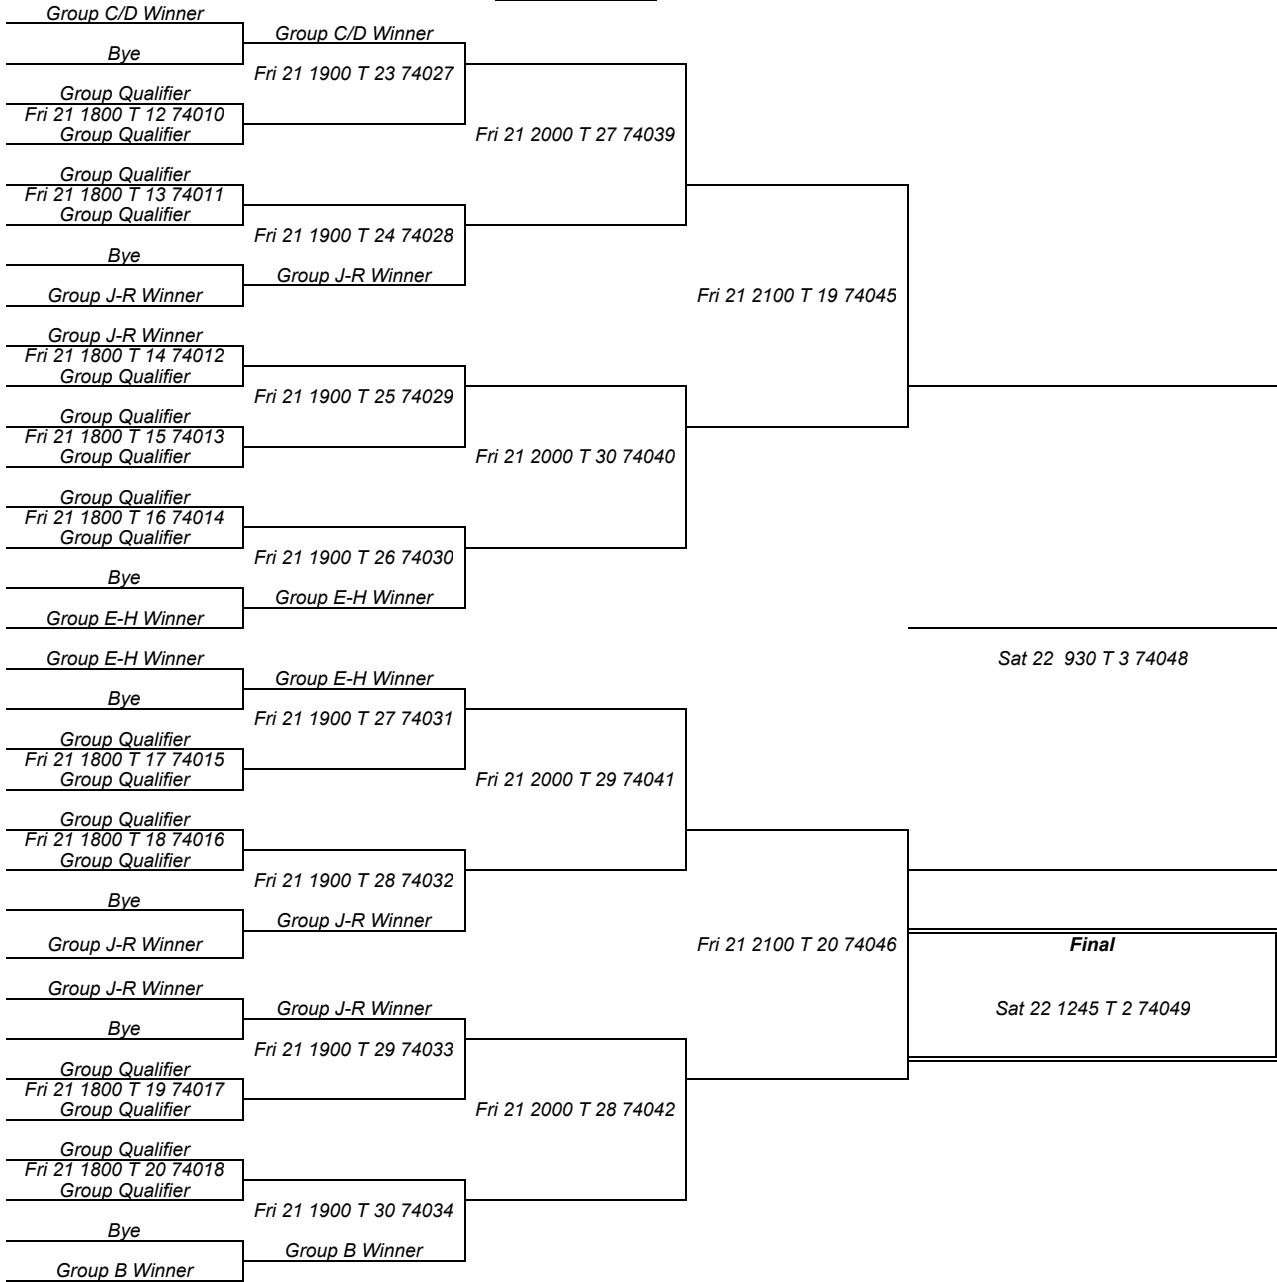 Group C/D Winner
Group C/D Winner
Bye
Fri 21 1900 T 23 74027
Group Qualifier
Fri 21 1800 T 12 74010
Group Qualifier
Fri 21 2000 T 27 74039
Group Qualifier
Fri 21 1800 T 13 74011
Group Qualifier
Fri 21 1900 T 24 74028
Bye
Group J-R Winner
Group J-R Winner
Fri 21 2100 T 19 74045
Group J-R Winner
Fri 21 1800 T 14 74012
Group Qualifier
Fri 21 1900 T 25 74029
Group Qualifier
Fri 21 1800 T 15 74013
Group Qualifier
Fri 21 2000 T 30 74040
Group Qualifier
Fri 21 1800 T 16 74014
Group Qualifier
Fri 21 1900 T 26 74030
Bye
Group E-H Winner
Group E-H Winner
Group E-H Winner
Sat 22  930 T 3 74048
Group E-H Winner
Bye
Fri 21 1900 T 27 74031
Group Qualifier
Fri 21 1800 T 17 74015
Group Qualifier
Fri 21 2000 T 29 74041
Group Qualifier
Fri 21 1800 T 18 74016
Group Qualifier
Fri 21 1900 T 28 74032
Bye
Group J-R Winner
Group J-R Winner
Fri 21 2100 T 20 74046
Final
Group J-R Winner
Group J-R Winner
Sat 22 1245 T 2 74049
Bye
Fri 21 1900 T 29 74033
Group Qualifier
Fri 21 1800 T 19 74017
Group Qualifier
Fri 21 2000 T 28 74042
Group Qualifier
Fri 21 1800 T 20 74018
Group Qualifier
Fri 21 1900 T 30 74034
Bye
Group B Winner
Group B Winner